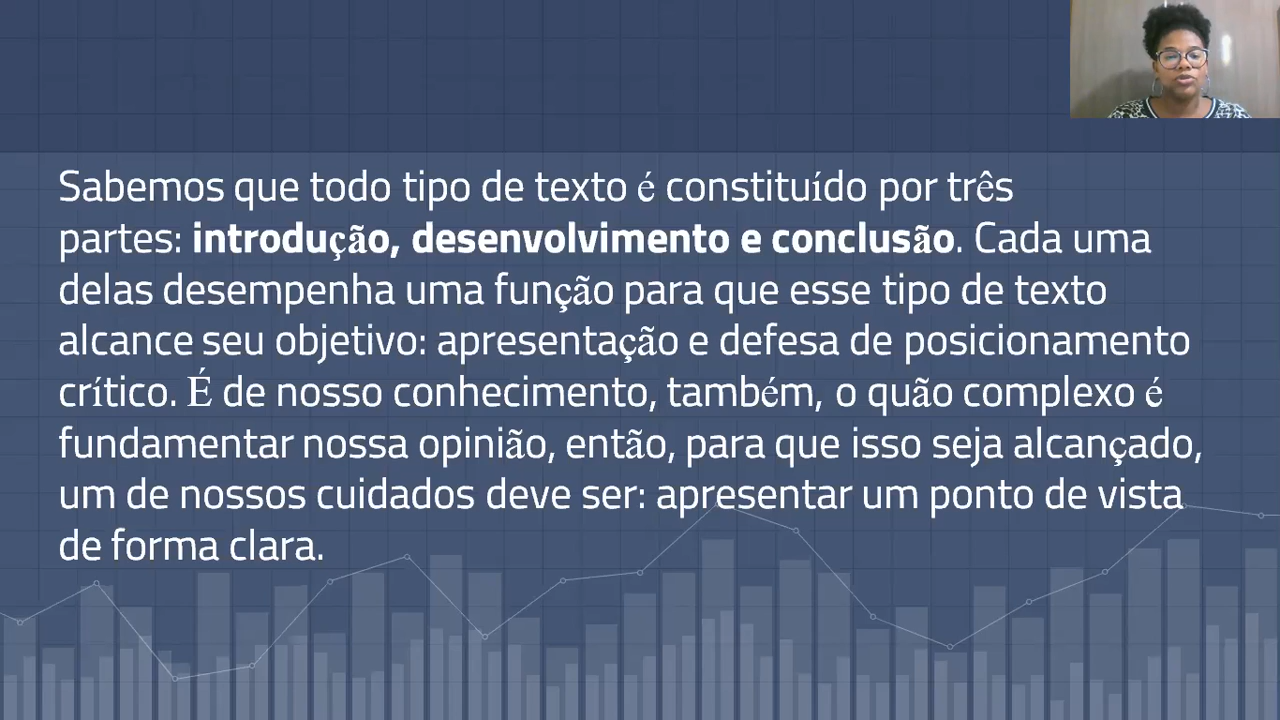 Sabemos que todo tipo de texto é constituído por três
partes: introdução, desenvolvimento e conclusão. Cada uma
delas desempenha uma função para que esse tipo de texto
alcance seu objetivo: apresentação e defesa de posicionamento
crítico. É de nosso conhecimento, também, o quão complexo é
fundamentar nossa opinião, então, para que isso seja alcançado,
um de nossos cuidados deve ser: apresentar um ponto de vista
de forma clara.